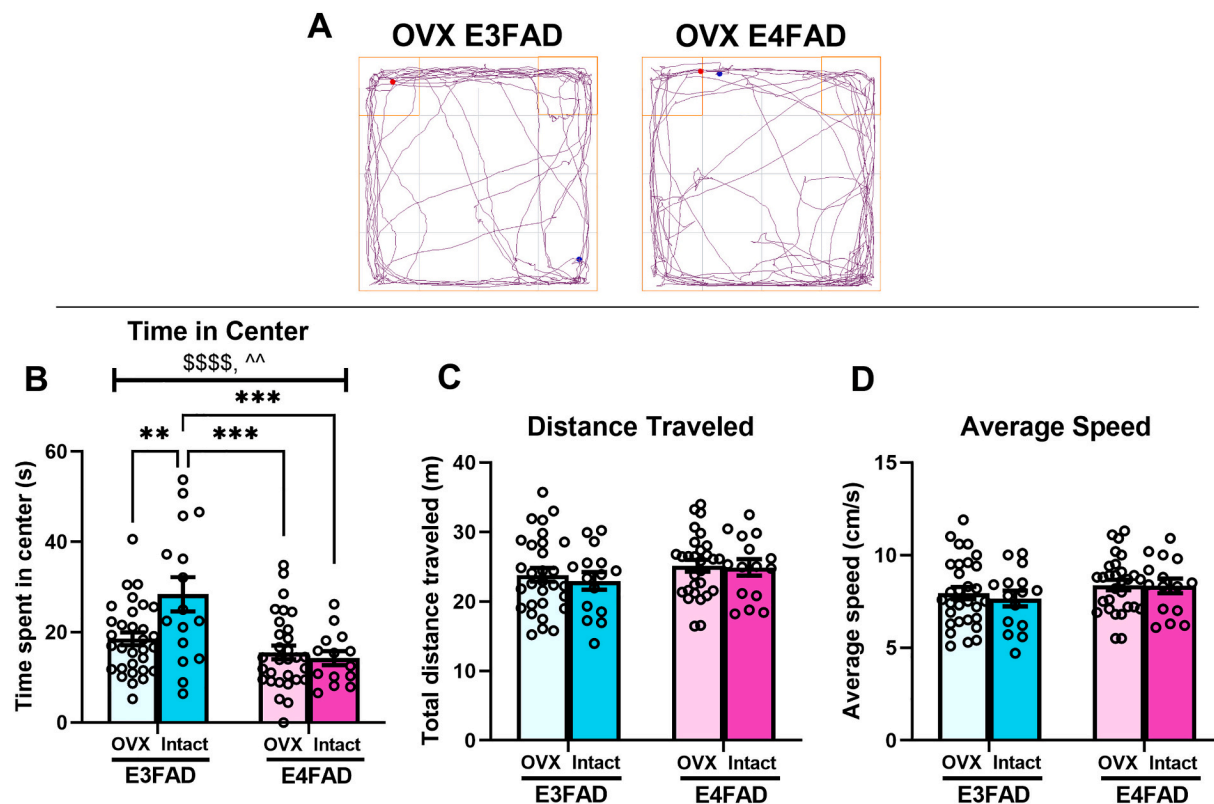 A
OVX E3FAD
OVX E4FAD
B
Time in Center
$$$$, ^^
***
** ***
Time spent in center (s)
60
40
20
0
OVX Intact
OVX Intact
E3FAD
E4FAD
C
Distance Traveled
Total distance traveled (m)
40
30
20
10
0
OVX Intact
OVX Intact
E3FAD
E4FAD
D
Average Speed
Average speed (cm/s)
15
10
5
0
OVX Intact
OVX Intact
E3FAD
E4FAD